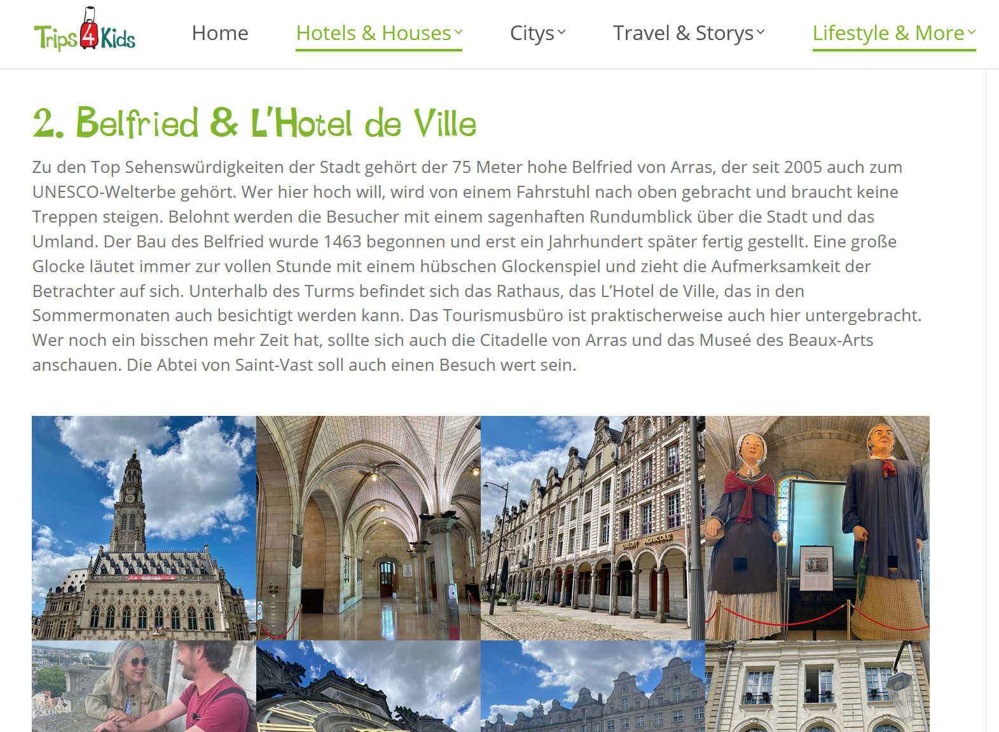 Trips 4 Kids
Home
Hotels & Houses
Citys
Travel & Storys
Lifestyle & More
2. Belfried & L'Hotel de Ville
Zu den Top Sehenswürdigkeiten der Stadt gehört der 75 Meter hohe Belfried von Arras, der seit 2005 auch zum
UNESCO-Welterbe gehört. Wer hier hoch will, wird von einem Fahrstuhl nach oben gebracht und braucht keine
Treppen steigen. Belohnt werden die Besucher mit einem sagenhaften Rundumblick über die Stadt und das
Umland. Der Bau des Belfried wurde 1463 begonnen und erst ein Jahrhundert später fertig gestellt. Eine große
Glocke läutet immer zur vollen Stunde mit einem hübschen Glockenspiel und zieht die Aufmerksamkeit der
Betrachter auf sich. Unterhalb des Turms befindet sich das Rathaus, das L’Hotel de Ville, das in den
Sommermonaten auch besichtigt werden kann. Das Tourismusbüro ist praktischerweise auch hier untergebracht.
Wer noch ein bisschen mehr Zeit hat, sollte sich auch die Citadelle von Arras und das Museé des Beaux-Arts
anschauen. Die Abtei von Saint-Vast soll auch einen Besuch wert sein.
CREDIT AGRICOLE